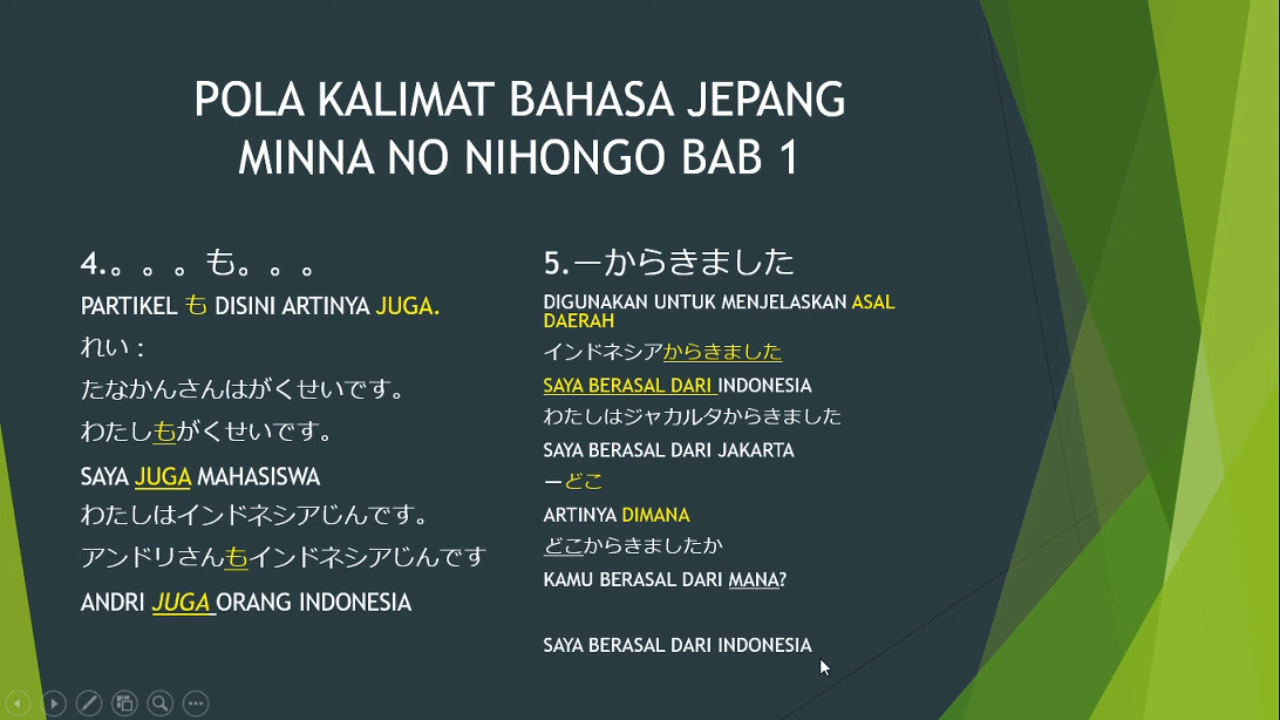 POLA KALIMAT BAHASA JEPANG
MINNA NO NIHONGO BAB 1
4.。。。も。。。
PARTIKEL も DISINI ARTINYA JUGA.
れい：
たなかんさんはがくせいです。
わたしもがくせいです。
SAYA JUGA MAHASISWA
わたしはインドネシアじんです。
アンドリさんもインドネシアじんです
ANDRI JUGA ORANG INDONESIA
5.ーからきました
DIGUNAKAN UNTUK MENJELASKAN ASAL
DAERAH
インドネシアからきました
SAYA BERASAL DARI INDONESIA
わたしはジャカルタからきました
SAYA BERASAL DARI JAKARTA
ーどこ
ARTINYA DIMANA
どこからきましたか
KAMU BERASAL DARI MANA?
SAYA BERASAL DARI INDONESIA